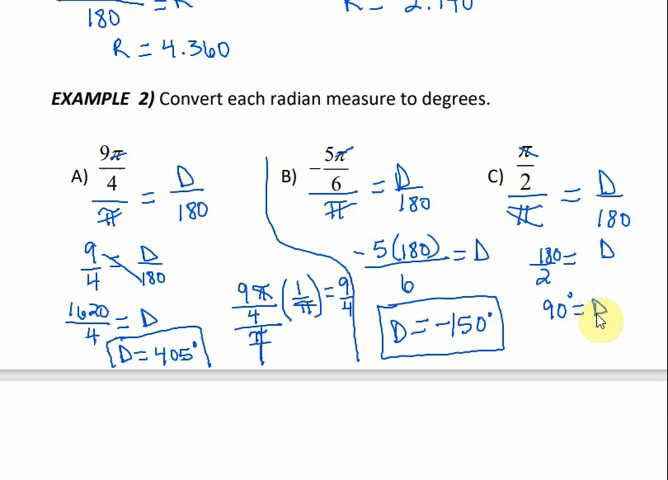 180 = R
R = 4.360
R = 2.140
EXAMPLE 2) Convert each radian measure to degrees.
A) 9π/4 / π = D/180
9/4 = D/180
1620/4 = D
D = 405°
9π/4 / π (1/π) = 9/4
B) -5π/6 / π = D/180
-5(180)/6 = D
D = -150°
C) π/2 / π = D/180
180/2 = D
90° = D